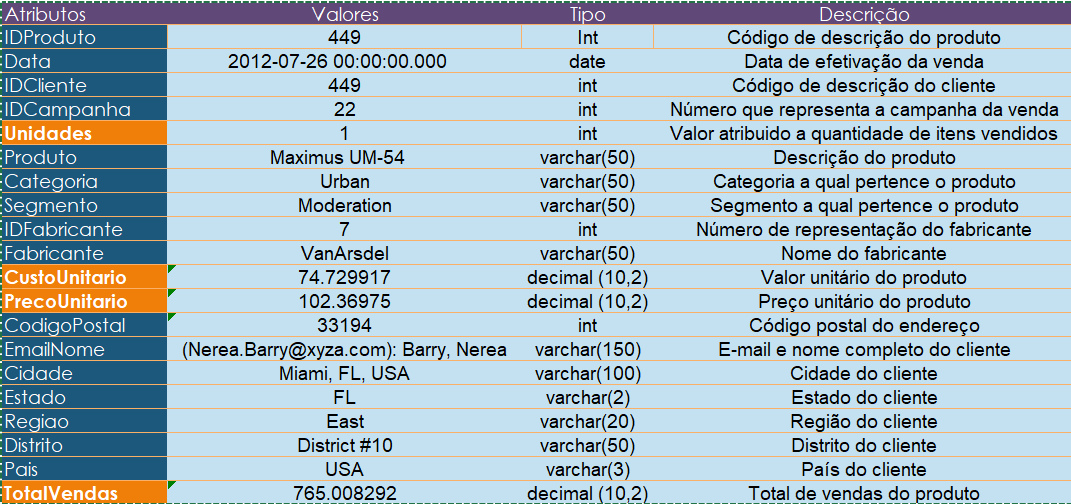 Atributos Valores Tipo Descrição
IDProduto 449 Int Código de descrição do produto
Data 2012-07-26 00:00:00.000 date Data de efetivação da venda
IDCliente 449 int Código de descrição do cliente
IDCampanha 22 int Número que representa a campanha da venda
Unidades 1 int Valor atribuido a quantidade de itens vendidos
Produto Maximus UM-54 varchar(50) Descrição do produto
Categoria Urban varchar(50) Categoria a qual pertence o produto
Segmento Moderation varchar(50) Segmento a qual pertence o produto
IDFabricante 7 int Número de representação do fabricante
Fabricante VanArsdel varchar(50) Nome do fabricante
CustoUnitario 74.729917 decimal (10,2) Valor unitário do produto
PrecoUnitario 102.36975 decimal (10,2) Preço unitário do produto
CodigoPostal 33194 int Código postal do endereço
EmailNome (Nerea.Barry@xyza.com): Barry, Nerea varchar(150) E-mail e nome completo do cliente
Cidade Miami, FL, USA varchar(100) Cidade do cliente
Estado FL varchar(2) Estado do cliente
Regiao East varchar(20) Região do cliente
Distrito District #10 varchar(50) Distrito do cliente
Pais USA varchar(3) País do cliente
TotalVendas 765.008292 decimal (10,2) Total de vendas do produto